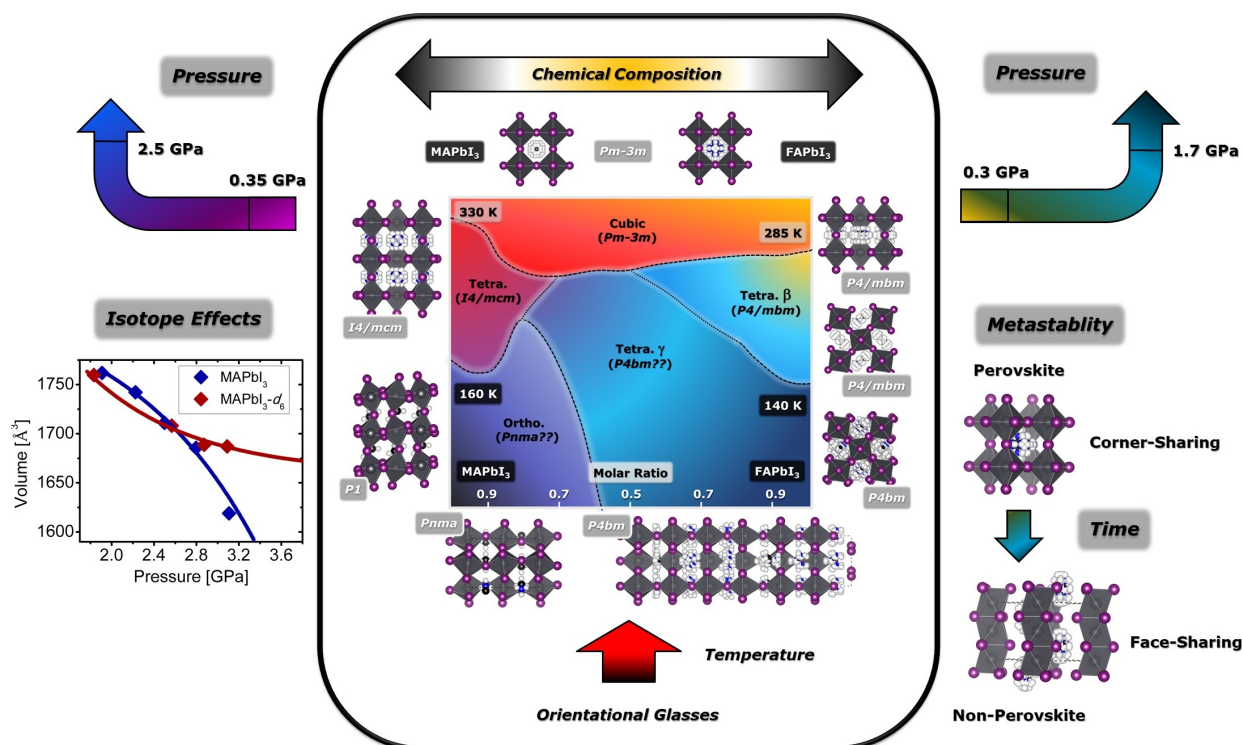 Pressure
2.5 GPa
0.35 GPa
Chemical Composition
MAPbI₃
Pm-3m
FAPbI₃
Pressure
1.7 GPa
0.3 GPa
330 K
Cubic
(Pm-3m)
285 K
Tetra.
(I4/mcm)
Tetra. β
(P4/mbm)
Tetra. γ
(P4bm??)
160 K
140 K
Ortho.
(Pnma??)
MAPbI₃
Molar Ratio
FAPbI₃
0.9
0.7
0.5
0.7
0.9
I4/mcm
P1
Pnma
P4bm
P4/mbm
P4/mbm
P4bm
Temperature
Orientational Glasses
Isotope Effects
MAPbI₃
MAPbI₃-d₆
Volume [Å³]
1750
1700
1650
1600
2.0
2.4
2.8
3.2
3.6
Pressure [GPa]
Metastablity
Perovskite
Corner-Sharing
Time
Face-Sharing
Non-Perovskite